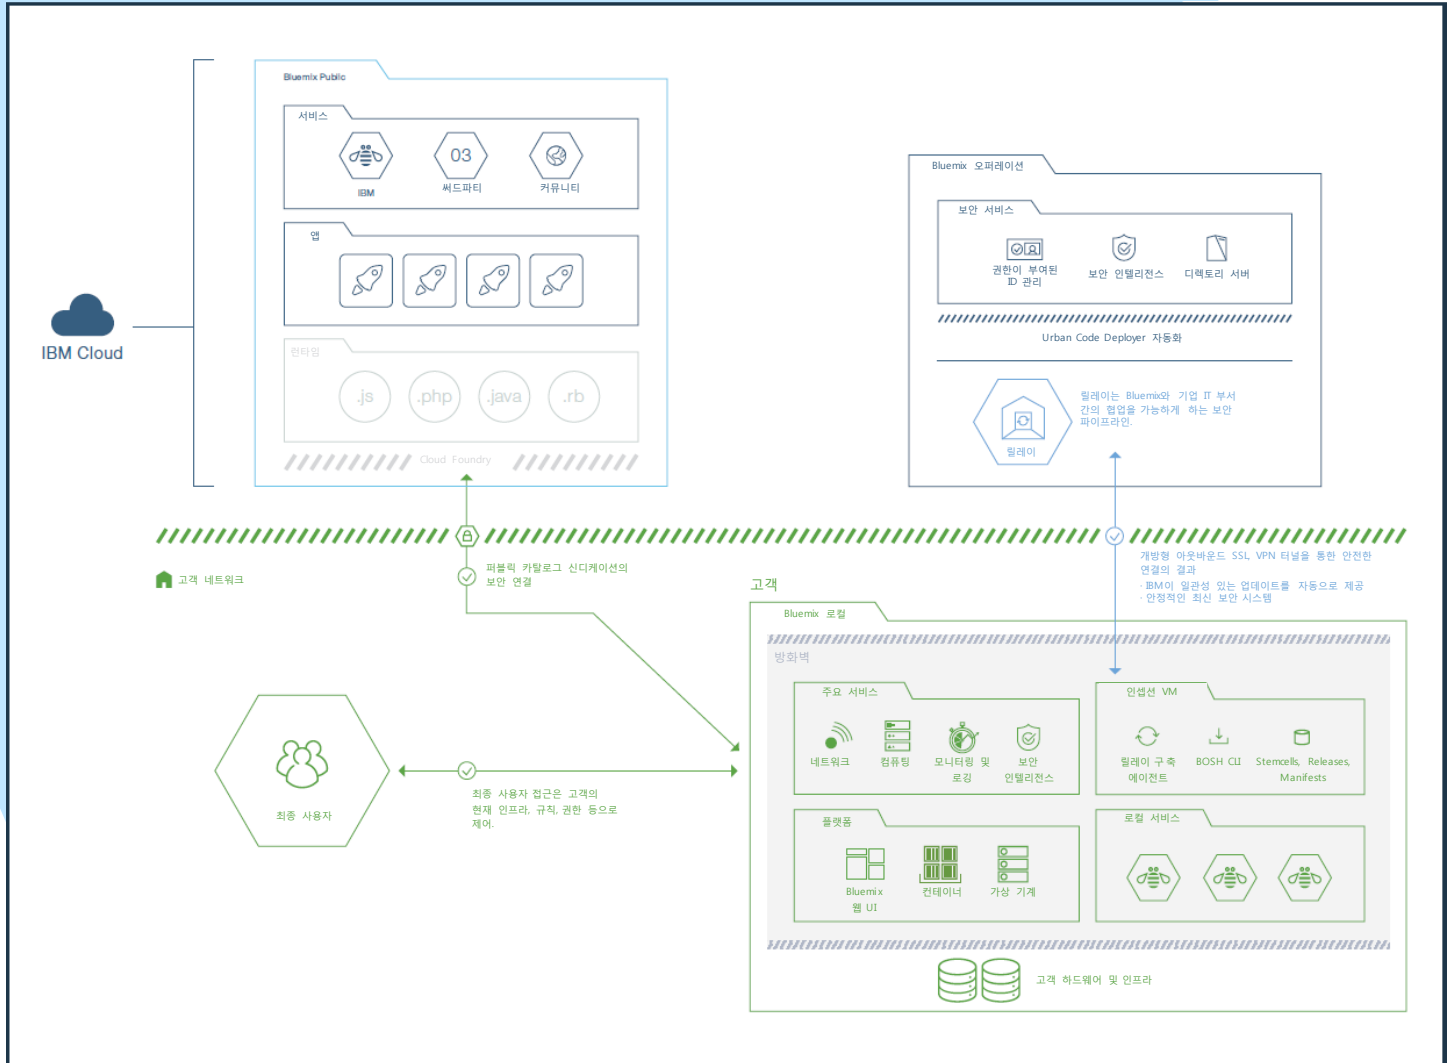 Bluemix Public
서비스
03
IBM
써드파티
커뮤니티
앱
IBM Cloud
런타임
.js
.php
.java
.rb
Cloud Foundry
Bluemix 오퍼레이션
보안 서비스
권한이 부여된
ID 관리
보안 인텔리전스
디렉토리 서버
Urban Code Deployer 자동화
릴레이
릴레이는 Bluemix와 기업 IT 부서
간의 협업을 가능하게 하는 보안
파이프라인.
고객 네트워크
퍼블릭 카탈로그 신디케이션의
보안 연결
개방형 아웃바운드 SSL, VPN 터널을 통한 안전한
연결의 결과
· IBM이 일관성 있는 업데이트를 자동으로 제공
· 안정적인 최신 보안 시스템
고객
Bluemix 로컬
방화벽
주요 서비스
네트워크
컴퓨팅
모니터링 및
로깅
보안
인텔리전스
인셉션 VM
릴레이 구축
에이전트
BOSH CLI
Stemcells, Releases,
Manifests
최종 사용자
최종 사용자 접근은 고객의
현재 인프라, 규칙, 권한 등으로
제어.
플랫폼
Bluemix
웹 UI
컨테이너
가상 기계
로컬 서비스
고객 하드웨어 및 인프라